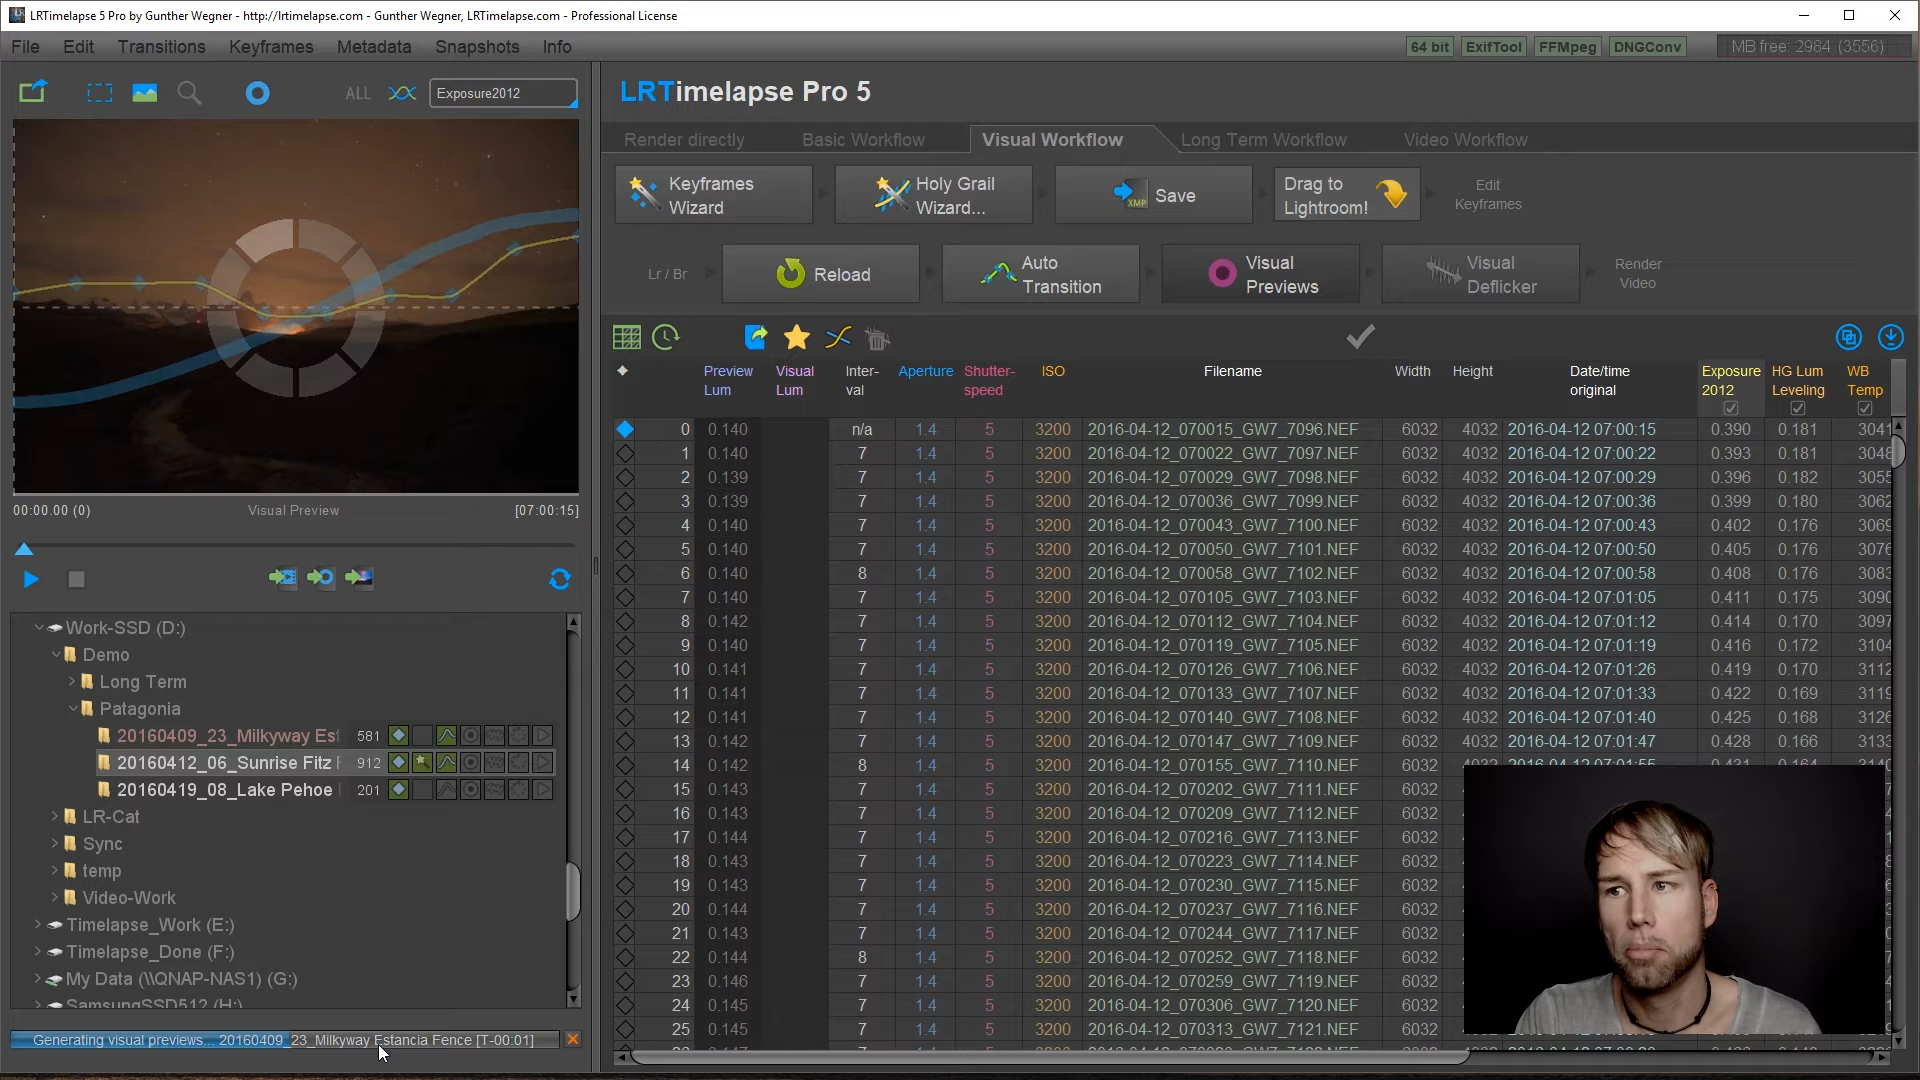 LRTimelapse 5 Pro by Gunther Wegner - http://lrtimelapse.com - Gunther Wegner, LRTimelapse.com - Professional License
File Edit Transitions Keyframes Metadata Snapshots Info
64 bit ExifTool FFMpeg DNGConv MB free: 2984 (3556)
ALL Exposure2012
00:00.00 (0) Visual Preview [07:00:15]
Work-SSD (D:)
Demo
Long Term
Patagonia
20160409_23_Milkyway Est 581
20160412_06_Sunrise Fitz 912
20160419_08_Lake Pehoe 201
LR-Cat
Sync
temp
Video-Work
Timelapse_Work (E:)
Timelapse_Done (F:)
My Data (\\QNAP-NAS1) (G:)
SamsungSSD512 (H:)
Generating visual previews... 20160409_23_Milkyway Estancia Fence [T-00:01]
LRTimelapse Pro 5
Render directly Basic Workflow Visual Workflow Long Term Workflow Video Workflow
Keyframes Wizard
Holy Grail Wizard...
XMP Save
Drag to Lightroom!
Edit Keyframes
Lr / Br
Reload
Auto Transition
Visual Previews
Visual Deflicker
Render Video
Preview Lum Visual Lum Inter-val Aperture Shutter-speed ISO Filename Width Height Date/time original Exposure 2012 HG Lum Leveling WB Temp
0 0.140 n/a 1.4 5 3200 2016-04-12_070015_GW7_7096.NEF 6032 4032 2016-04-12 07:00:15 0.390 0.181 3041
1 0.140 7 1.4 5 3200 2016-04-12_070022_GW7_7097.NEF 6032 4032 2016-04-12 07:00:22 0.393 0.181 3048
2 0.139 7 1.4 5 3200 2016-04-12_070029_GW7_7098.NEF 6032 4032 2016-04-12 07:00:29 0.396 0.182 3055
3 0.139 7 1.4 5 3200 2016-04-12_070036_GW7_7099.NEF 6032 4032 2016-04-12 07:00:36 0.399 0.180 3062
4 0.140 7 1.4 5 3200 2016-04-12_070043_GW7_7100.NEF 6032 4032 2016-04-12 07:00:43 0.402 0.176 3069
5 0.140 7 1.4 5 3200 2016-04-12_070050_GW7_7101.NEF 6032 4032 2016-04-12 07:00:50 0.405 0.176 3076
6 0.140 8 1.4 5 3200 2016-04-12_070058_GW7_7102.NEF 6032 4032 2016-04-12 07:00:58 0.408 0.176 3083
7 0.140 7 1.4 5 3200 2016-04-12_070105_GW7_7103.NEF 6032 4032 2016-04-12 07:01:05 0.411 0.175 3090
8 0.142 7 1.4 5 3200 2016-04-12_070112_GW7_7104.NEF 6032 4032 2016-04-12 07:01:12 0.414 0.170 3097
9 0.140 7 1.4 5 3200 2016-04-12_070119_GW7_7105.NEF 6032 4032 2016-04-12 07:01:19 0.416 0.172 3104
10 0.141 7 1.4 5 3200 2016-04-12_070126_GW7_7106.NEF 6032 4032 2016-04-12 07:01:26 0.419 0.170 3112
11 0.141 7 1.4 5 3200 2016-04-12_070133_GW7_7107.NEF 6032 4032 2016-04-12 07:01:33 0.422 0.169 3119
12 0.141 7 1.4 5 3200 2016-04-12_070140_GW7_7108.NEF 6032 4032 2016-04-12 07:01:40 0.425 0.168 3126
13 0.142 7 1.4 5 3200 2016-04-12_070147_GW7_7109.NEF 6032 4032 2016-04-12 07:01:47 0.428 0.166 3133
14 0.142 8 1.4 5 3200 2016-04-12_070155_GW7_7110.NEF 6032
15 0.143 7 1.4 5 3200 2016-04-12_070202_GW7_7111.NEF
16 0.143 7 1.4 5 3200 2016-04-12_070209_GW7_7112.NEF
17 0.144 7 1.4 5 3200 2016-04-12_070216_GW7_7113.NEF
18 0.143 7 1.4 5 3200 2016-04-12_070223_GW7_7114.NEF
19 0.143 7 1.4 5 3200 2016-04-12_070230_GW7_7115.NEF
20 0.144 7 1.4 5 3200 2016-04-12_070237_GW7_7116.NEF
21 0.143 7 1.4 5 3200 2016-04-12_070244_GW7_7117.NEF
22 0.144 8 1.4 5 3200 2016-04-12_070252_GW7_7118.NEF
23 0.146 7 1.4 5 3200 2016-04-12_070259_GW7_7119.NEF
24 0.145 7 1.4 5 3200 2016-04-12_070306_GW7_7120.NEF
25 0.145 7 1.4 5 3200 2016-04-12_070313_GW7_7121.NEF